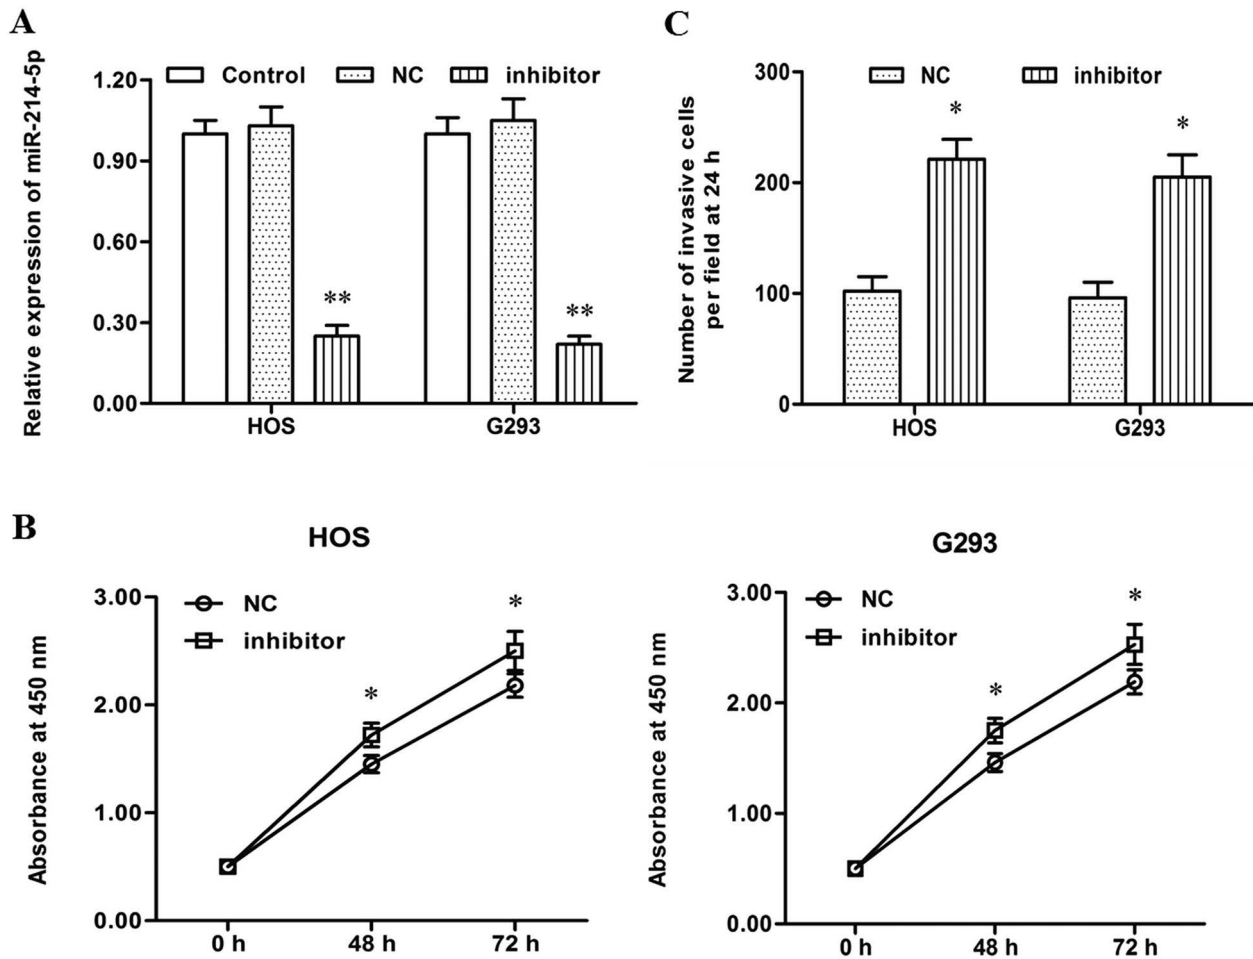 A
Relative expression of miR-214-5p
Control NC inhibitor
1.20
0.90
0.60
0.30
0.00
** **
HOS G293
C
Number of invasive cells
per field at 24 h
NC inhibitor
300
200
100
0
* *
HOS G293
B
HOS
Absorbance at 450 nm
NC
inhibitor
3.00
2.00
1.00
0.00
* *
0 h 48 h 72 h
G293
Absorbance at 450 nm
NC
inhibitor
3.00
2.00
1.00
0.00
* *
0 h 48 h 72 h